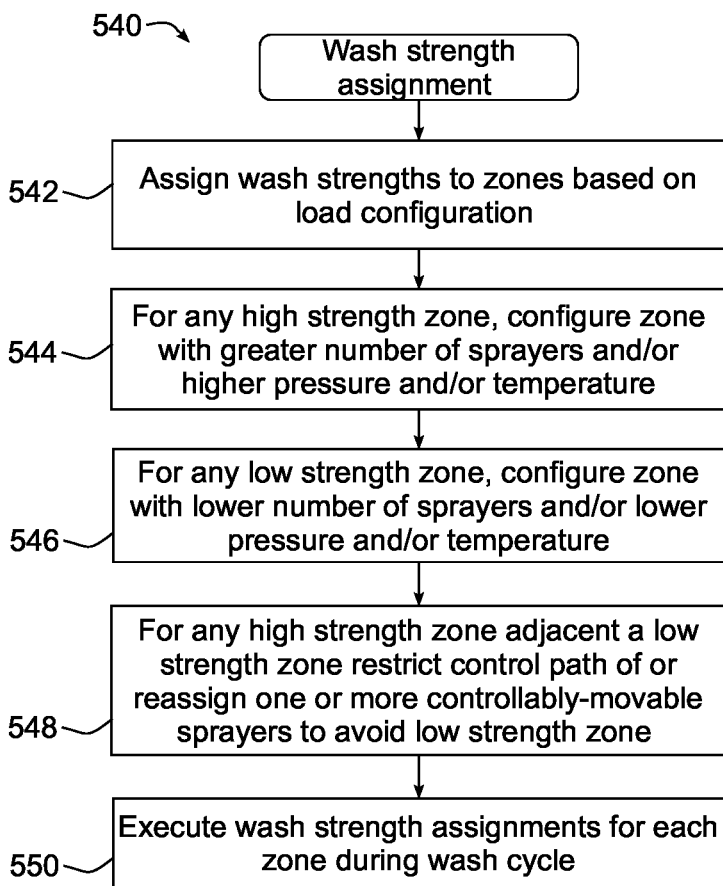 540
Wash strength
assignment
542
Assign wash strengths to zones based on
load configuration
544
For any high strength zone, configure zone
with greater number of sprayers and/or
higher pressure and/or temperature
546
For any low strength zone, configure zone
with lower number of sprayers and/or lower
pressure and/or temperature
548
For any high strength zone adjacent a low
strength zone restrict control path of or
reassign one or more controllably-movable
sprayers to avoid low strength zone
550
Execute wash strength assignments for each
zone during wash cycle